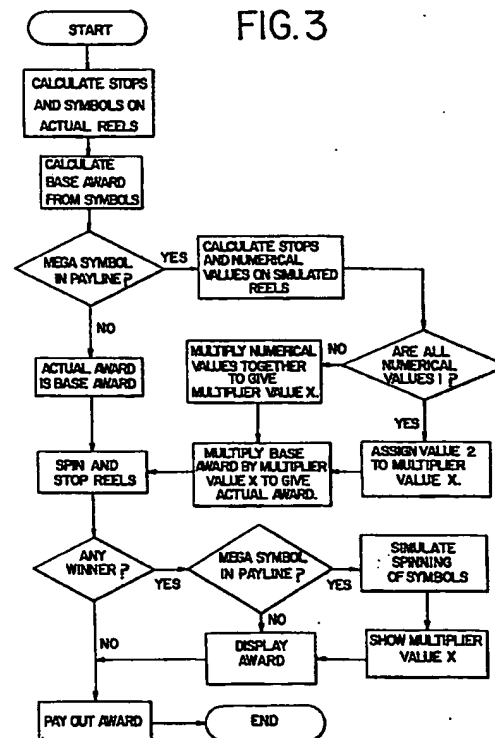 FIG. 3
START
CALCULATE STOPS
AND SYMBOLS ON
ACTUAL REELS
CALCULATE
BASE AWARD
FROM SYMBOLS
MEGA SYMBOL
IN PAYLINE?
YES
CALCULATE STOPS
AND NUMERICAL
VALUES ON SIMULATED
REELS
NO
ACTUAL AWARD
IS BASE AWARD
ARE ALL
NUMERICAL
VALUES 1?
NO
MULTIPLY NUMERICAL
VALUES TOGETHER
TO GIVE
MULTIPLIER VALUE X.
YES
ASSIGN VALUE 2
TO MULTIPLIER
VALUE X.
MULTIPLY BASE
AWARD BY MULTIPLIER
VALUE X TO GIVE
ACTUAL AWARD.
SPIN AND
STOP REELS
ANY
WINNER?
YES
MEGA SYMBOL
IN PAYLINE?
YES
SIMULATE
SPINNING
OF SYMBOLS
NO
NO
DISPLAY
AWARD
SHOW MULTIPLIER
VALUE X
PAY OUT AWARD
END